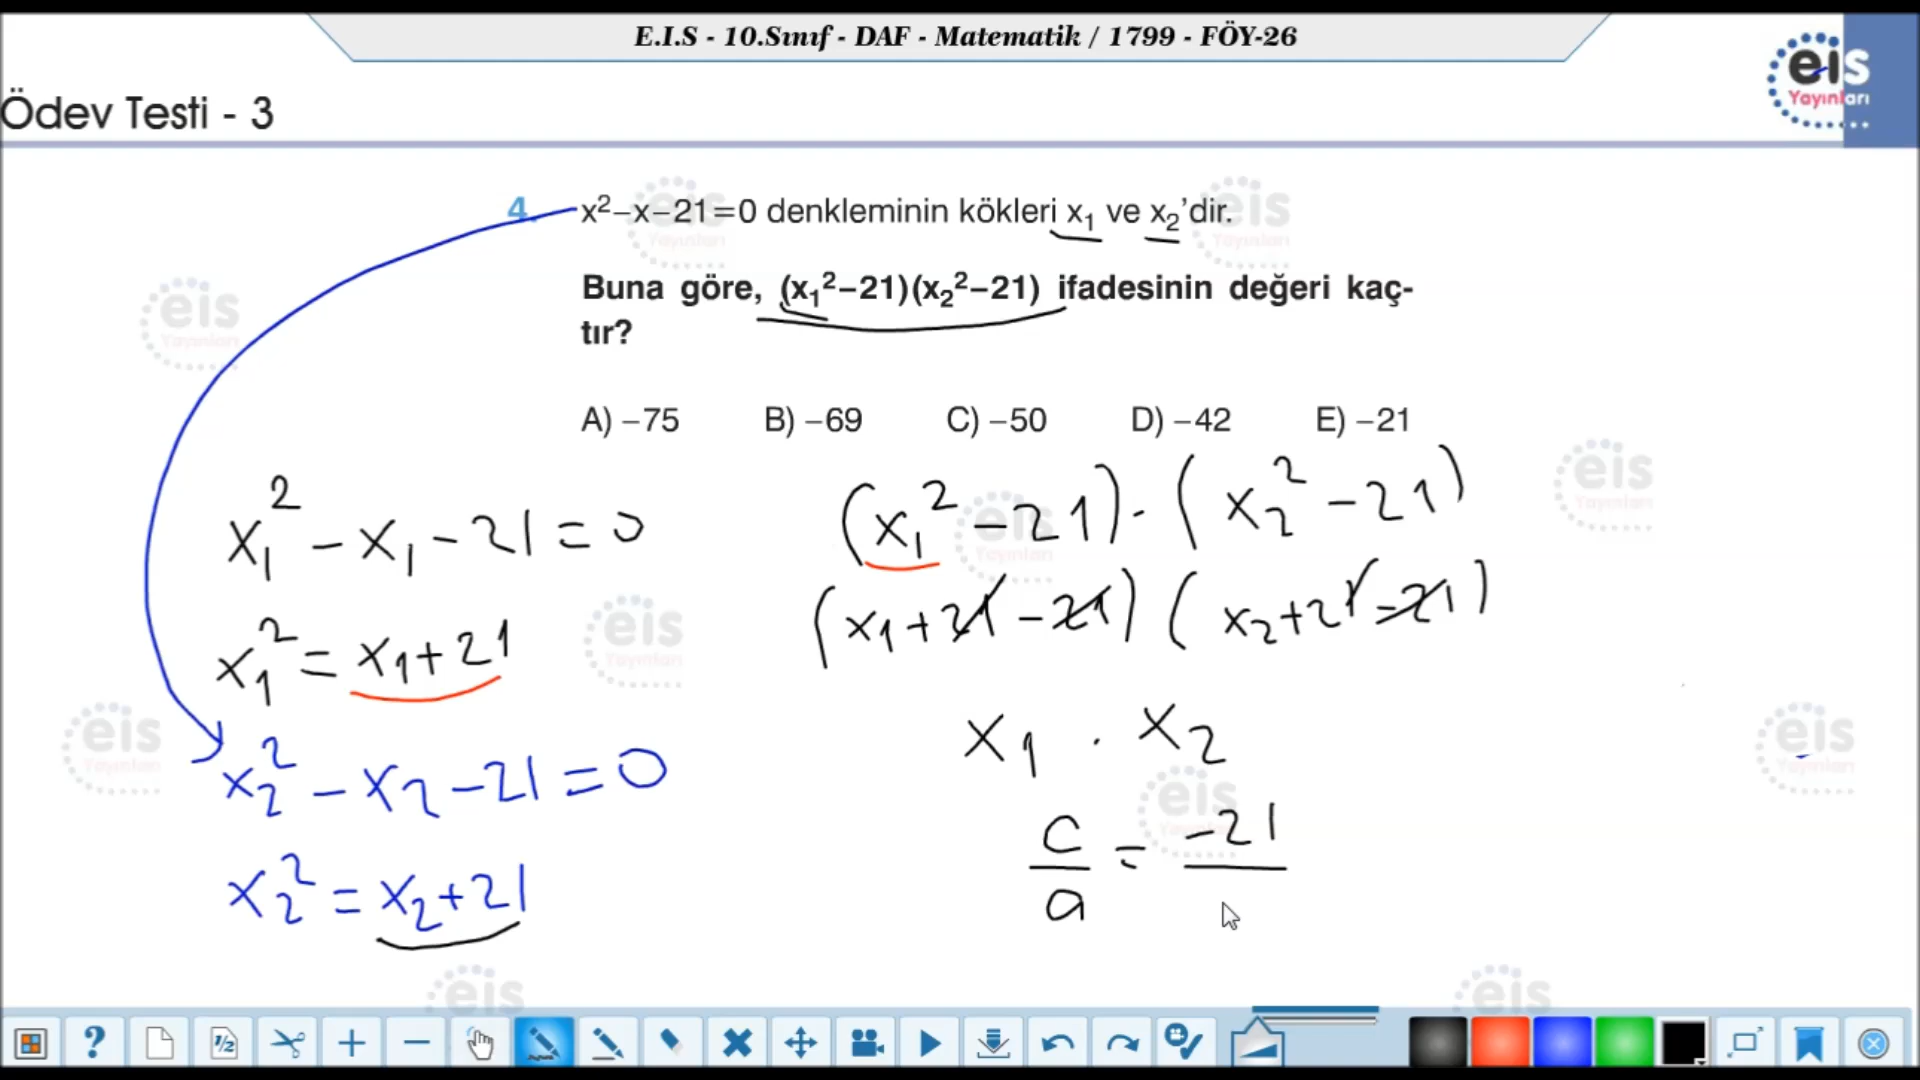 E.I.S - 10.Sınıf - DAF - Matematik / 1799 - FÖY-26
eis
Yayınları
Ödev Testi - 3
4. x²−x−21=0 denkleminin kökleri x₁ ve x₂'dir.
Buna göre, (x₁²−21)(x₂²−21) ifadesinin değeri kaç-
tır?
A) −75 B) −69 C) −50 D) −42 E) −21
x₁² − x₁ − 21 = 0
x₁² = x₁+21
x₂² − x₂ − 21 = 0
x₂² = x₂+21
(x₁² − 21) · (x₂² − 21)
(x₁+21 − 21) (x₂+21 − 21)
x₁ · x₂
c/a = −21/